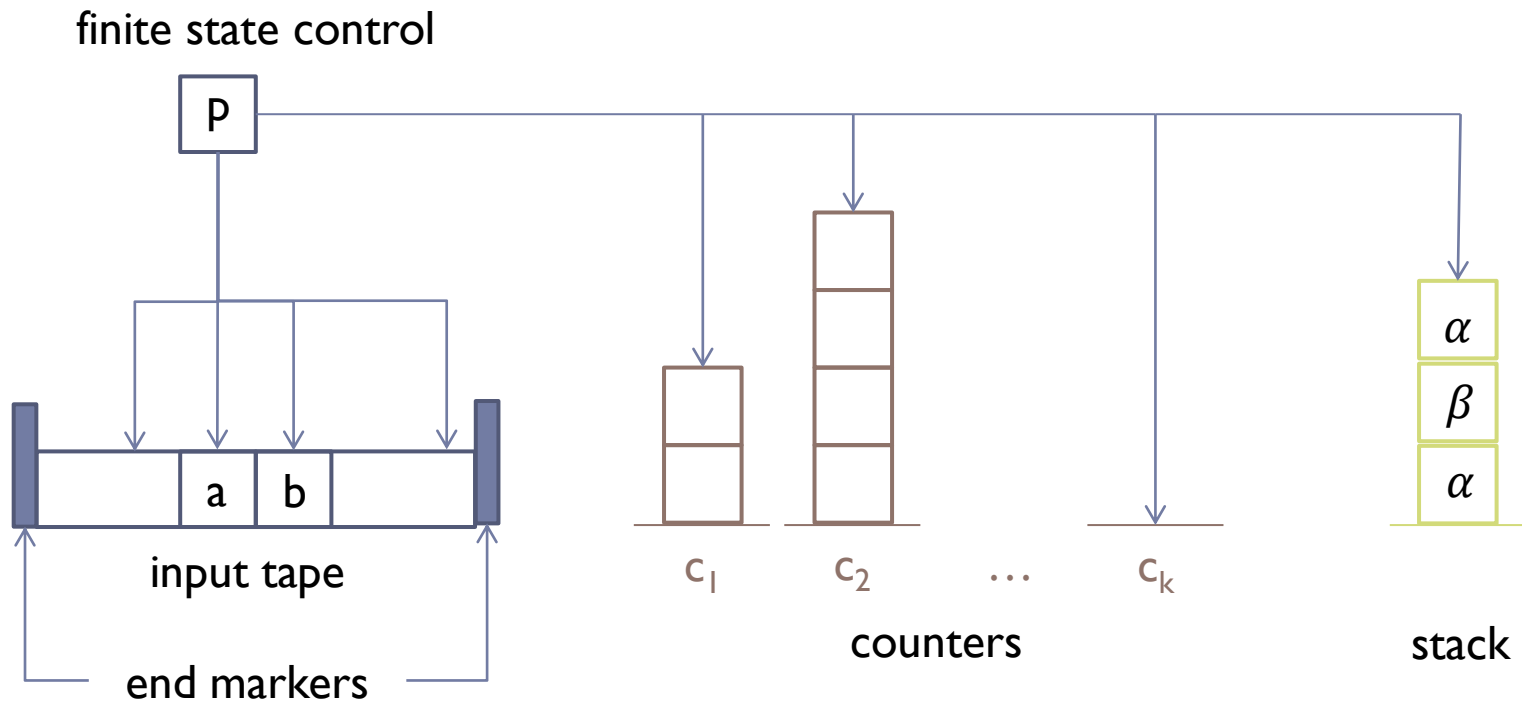 finite state control
p
α
β
a b
α
input tape
c₁ c₂ … cₖ
counters
stack
end markers